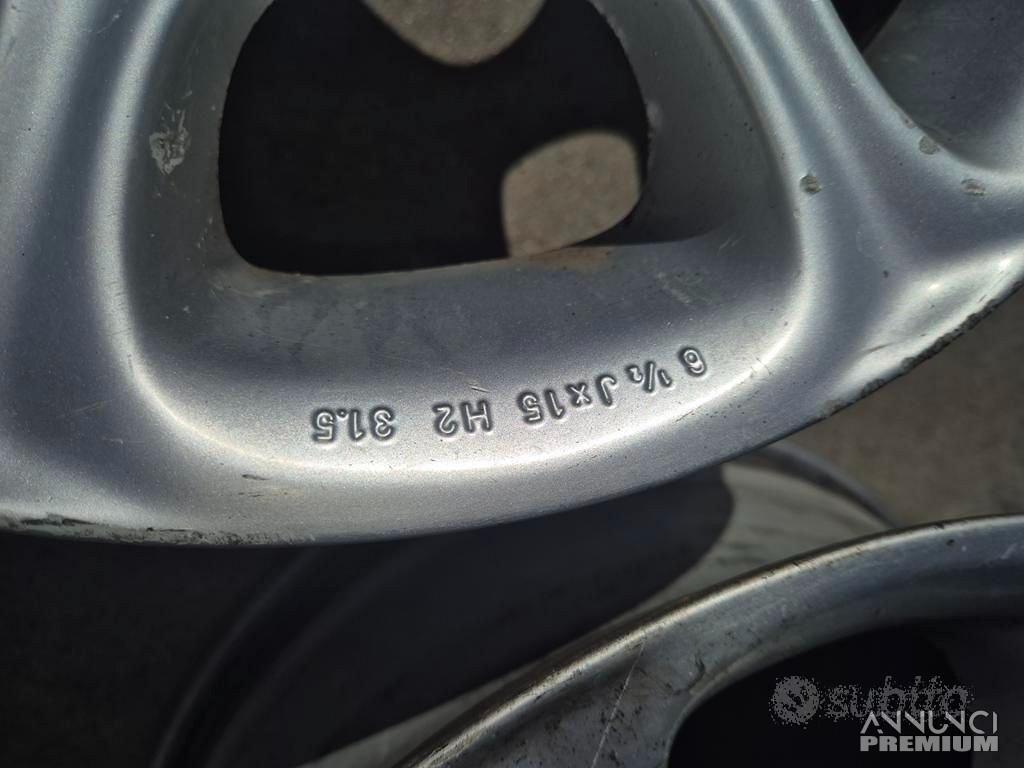 6 ½ J x 15 H2 31.5
subito
ANNUNCI
PREMIUM